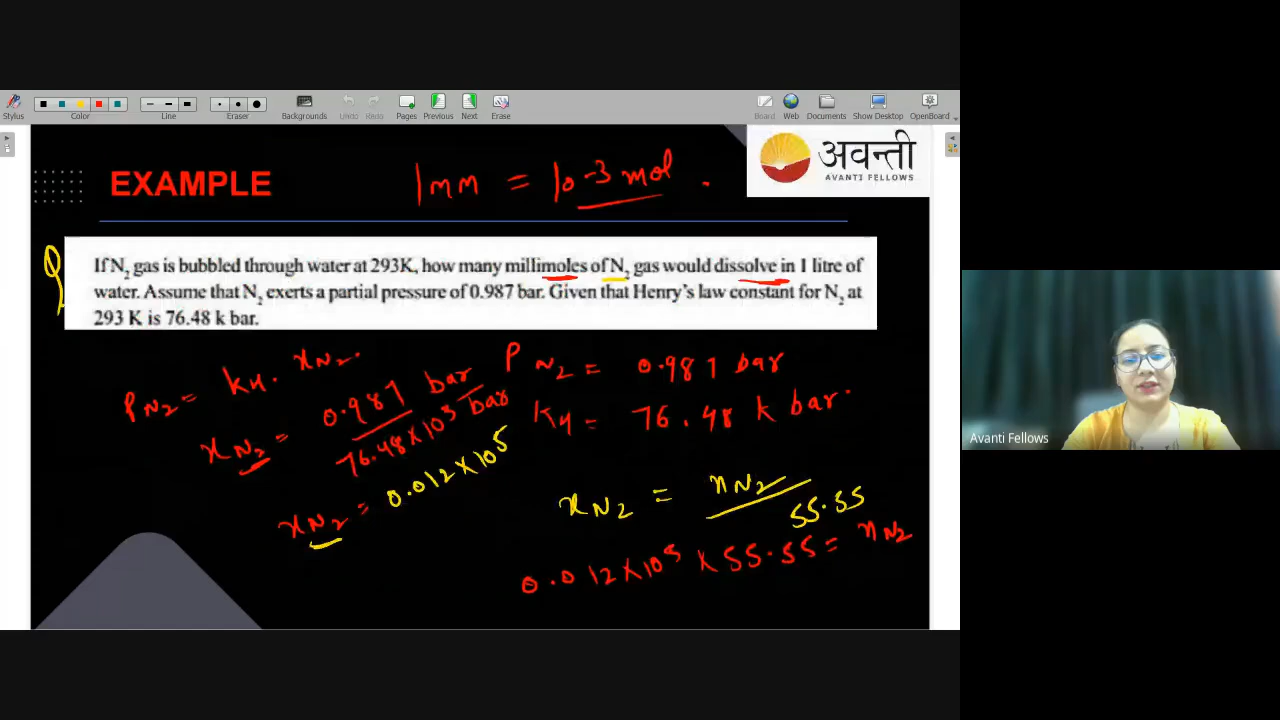 Stylus
Color
Line
Eraser
Backgrounds
Undo
Redo
Pages
Previous
Next
Erase
Board
Web
Documents
Show Desktop
OpenBoard
EXAMPLE
1mm = 10-3 mol .
अवन्ती
AVANTI FELLOWS
Q
If N₂ gas is bubbled through water at 293K, how many millimoles of N₂ gas would dissolve in 1 litre of
water. Assume that N₂ exerts a partial pressure of 0.987 bar. Given that Henry's law constant for N₂ at
293 K is 76.48 k bar.
PN₂ = kH . xN₂.
xN₂ = 0.987 bar / 76.48×10³ bar
xN₂ = 0.012×10⁵
PN₂ = 0.987 bar
KH = 76.48 k bar.
xN₂ = nN₂ / 55.55
0.012×10⁵ × 55.55 = nN₂
Avanti Fellows